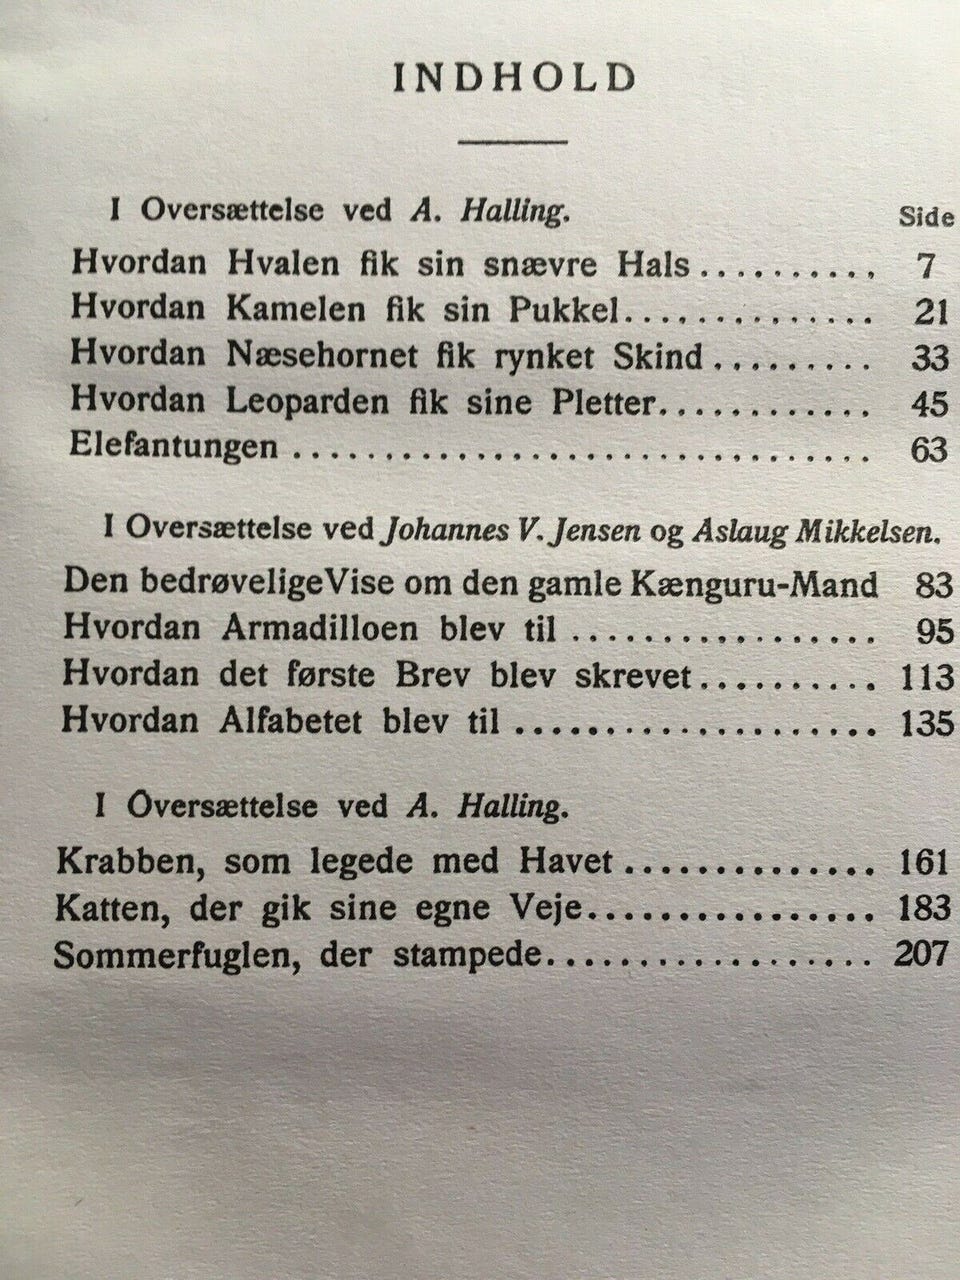 INDHOLD
I Oversættelse ved A. Halling.
Side
Hvordan Hvalen fik sin snævre Hals.......... 7
Hvordan Kamelen fik sin Pukkel.............. 21
Hvordan Næsehornet fik rynket Skind ......... 33
Hvordan Leoparden fik sine Pletter............ 45
Elefantungen ................................ 63
I Oversættelse ved Johannes V. Jensen og Aslaug Mikkelsen.
Den bedrøvelige Vise om den gamle Kænguru-Mand 83
Hvordan Armadilloen blev til ................. 95
Hvordan det første Brev blev skrevet.......... 113
Hvordan Alfabetet blev til .................... 135
I Oversættelse ved A. Halling.
Krabben, som legede med Havet .............. 161
Katten, der gik sine egne Veje................ 183
Sommerfuglen, der stampede.................. 207